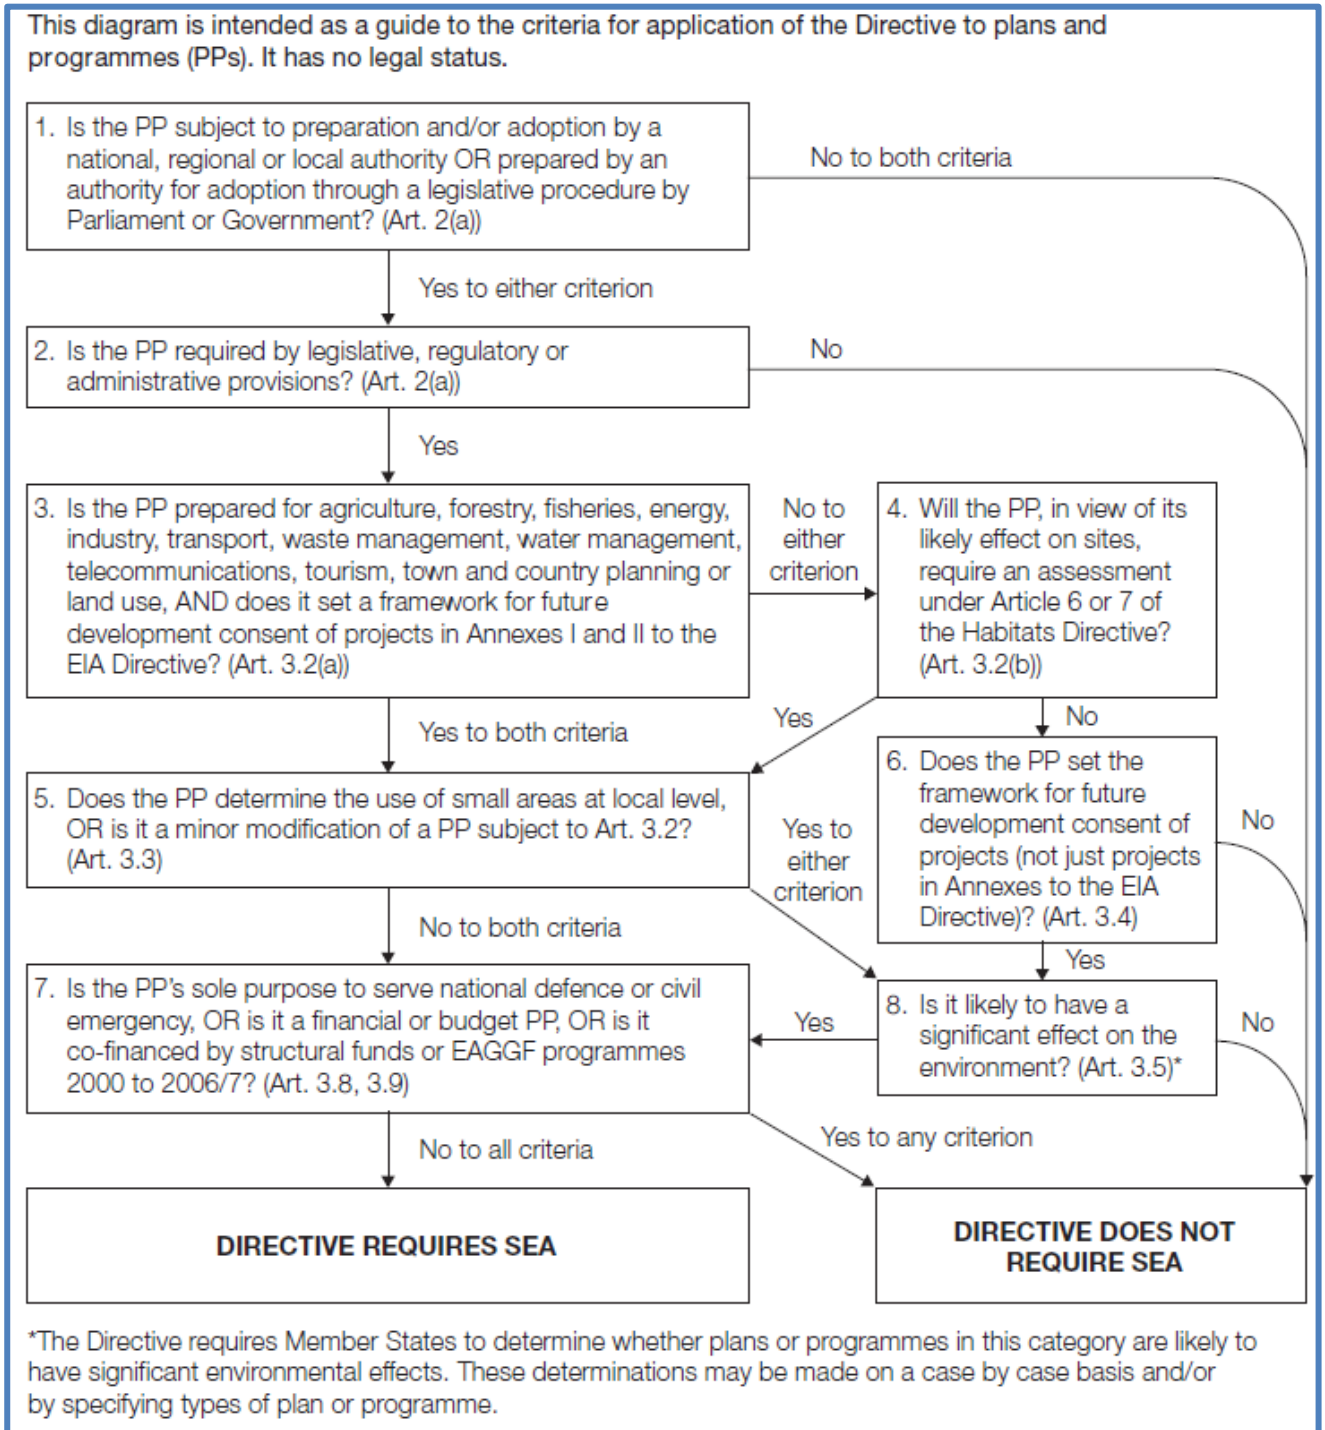 This diagram is intended as a guide to the criteria for application of the Directive to plans and
programmes (PPs). It has no legal status.
1. Is the PP subject to preparation and/or adoption by a
national, regional or local authority OR prepared by an
authority for adoption through a legislative procedure by
Parliament or Government? (Art. 2(a))
No to both criteria
Yes to either criterion
2. Is the PP required by legislative, regulatory or
administrative provisions? (Art. 2(a))
No
Yes
3. Is the PP prepared for agriculture, forestry, fisheries, energy,
industry, transport, waste management, water management,
telecommunications, tourism, town and country planning or
land use, AND does it set a framework for future
development consent of projects in Annexes I and II to the
EIA Directive? (Art. 3.2(a))
No to
either
criterion
4. Will the PP, in view of its
likely effect on sites,
require an assessment
under Article 6 or 7 of
the Habitats Directive?
(Art. 3.2(b))
Yes to both criteria
Yes
No
5. Does the PP determine the use of small areas at local level,
OR is it a minor modification of a PP subject to Art. 3.2?
(Art. 3.3)
Yes to
either
criterion
6. Does the PP set the
framework for future
development consent of
projects (not just projects
in Annexes to the EIA
Directive)? (Art. 3.4)
No
No to both criteria
Yes
7. Is the PP's sole purpose to serve national defence or civil
emergency, OR is it a financial or budget PP, OR is it
co-financed by structural funds or EAGGF programmes
2000 to 2006/7? (Art. 3.8, 3.9)
Yes
8. Is it likely to have a
significant effect on the
environment? (Art. 3.5)*
No
No to all criteria
Yes to any criterion
DIRECTIVE REQUIRES SEA
DIRECTIVE DOES NOT
REQUIRE SEA
*The Directive requires Member States to determine whether plans or programmes in this category are likely to
have significant environmental effects. These determinations may be made on a case by case basis and/or
by specifying types of plan or programme.